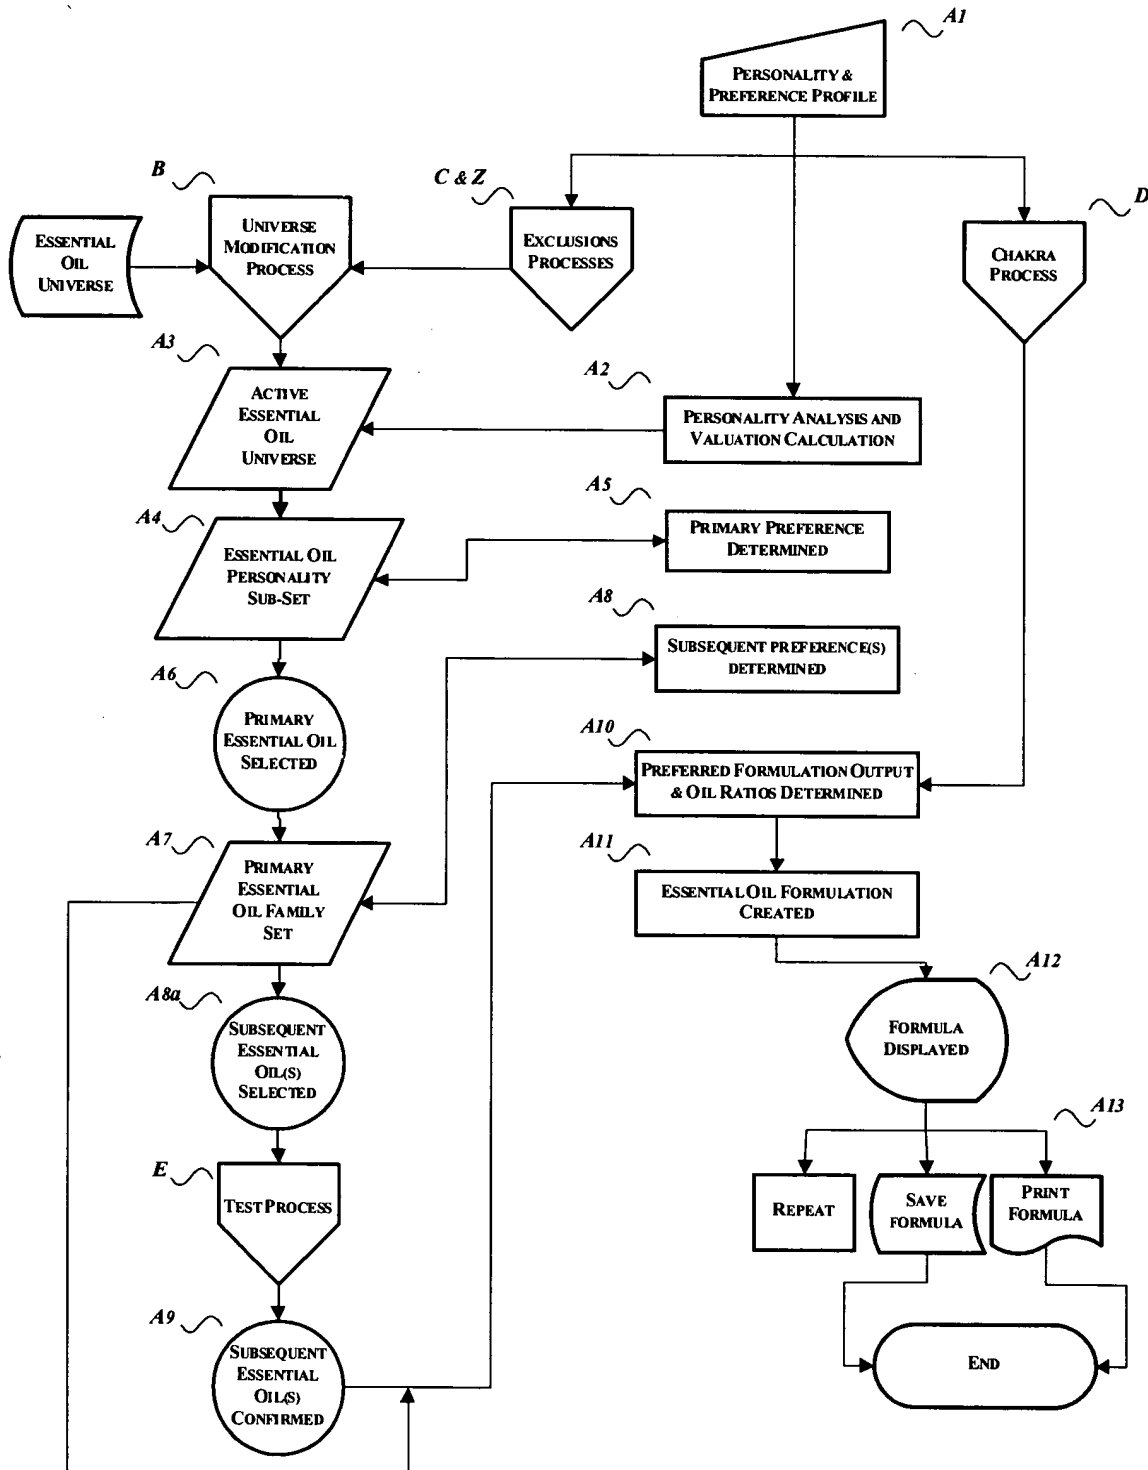 A1
PERSONALITY &
PREFERENCE PROFILE
B
C & Z
D
ESSENTIAL
OIL
UNIVERSE
UNIVERSE
MODIFICATION
PROCESS
EXCLUSIONS
PROCESSES
CHAKRA
PROCESS
A3
ACTIVE
ESSENTIAL
OIL
UNIVERSE
A2
PERSONALITY ANALYSIS AND
VALUATION CALCULATION
A4
ESSENTIAL OIL
PERSONALITY
SUB-SET
A5
PRIMARY PREFERENCE
DETERMINED
A8
SUBSEQUENT PREFERENCE(S)
DETERMINED
A6
PRIMARY
ESSENTIAL OIL
SELECTED
A10
PREFERRED FORMULATION OUTPUT
& OIL RATIOS DETERMINED
A7
PRIMARY
ESSENTIAL
OIL FAMILY
SET
A11
ESSENTIAL OIL FORMULATION
CREATED
A8a
SUBSEQUENT
ESSENTIAL
OIL(S)
SELECTED
A12
FORMULA
DISPLAYED
A13
E
TEST PROCESS
REPEAT
SAVE
FORMULA
PRINT
FORMULA
A9
SUBSEQUENT
ESSENTIAL
OIL(S)
CONFIRMED
END